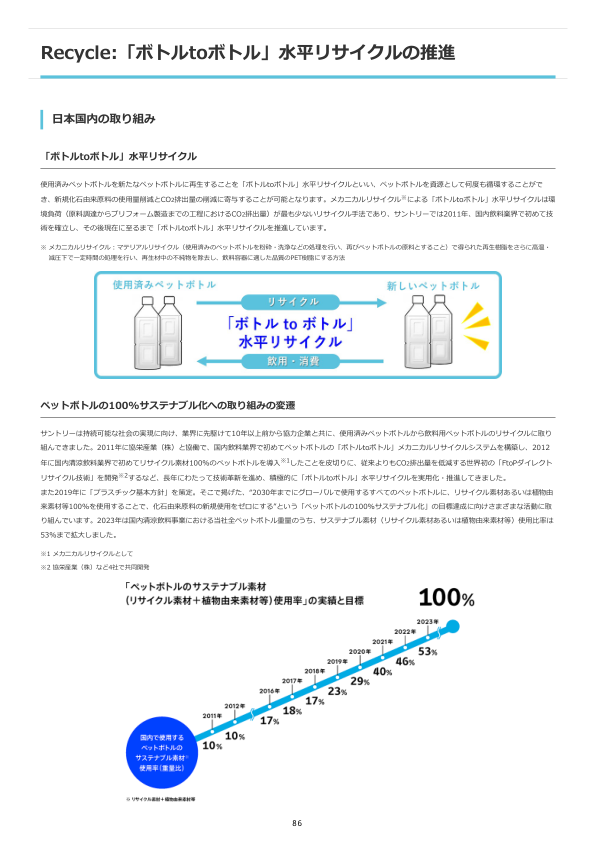 Recycle:「ボトルtoボトル」水平リサイクルの推進
日本国内の取り組み
「ボトルtoボトル」水平リサイクル
使用済みペットボトルを新たなペットボトルに再生することを「ボトルtoボトル」水平リサイクルといい、ペットボトルを資源として何度も循環することがで
き、新規化石由来原料の使用量削減とCO2排出量の削減に寄与することが可能となります。メカニカルリサイクル※による「ボトルtoボトル」水平リサイクルは環
境負荷（原料調達からプリフォーム製造までの工程におけるCO2排出量）が最も少ないリサイクル手法であり、サントリーでは2011年、国内飲料業界で初めて技
術を確立し、その後現在に至るまで「ボトルtoボトル」水平リサイクルを推進しています。
※ メカニカルリサイクル：マテリアルリサイクル（使用済みのペットボトルを粉砕・洗浄などの処理を行い、再びペットボトルの原料とすること）で得られた再生樹脂をさらに高温・
減圧下で一定時間の処理を行い、再生材中の不純物を除去し、飲料容器に適した品質のPET樹脂にする方法
使用済みペットボトル
新しいペットボトル
リサイクル
「ボトル to ボトル」
水平リサイクル
飲用・消費
ペットボトルの100%サステナブル化への取り組みの変遷
サントリーは持続可能な社会の実現に向け、業界に先駆けて10年以上前から協力企業と共に、使用済みペットボトルから飲料用ペットボトルのリサイクルに取り
組んできました。2011年に協栄産業（株）と協働で、国内飲料業界で初めてペットボトルの「ボトルtoボトル」メカニカルリサイクルシステムを構築し、2012
年に国内清涼飲料業界で初めてリサイクル素材100%のペットボトルを導入※1したことを皮切りに、従来よりもCO2排出量を低減する世界初の「FtoPダイレクト
リサイクル技術」を開発※2するなど、長年にわたって技術革新を進め、積極的に「ボトルtoボトル」水平リサイクルを実用化・推進してきました。
また2019年に「プラスチック基本方針」を策定。そこで掲げた、“2030年までにグローバルで使用するすべてのペットボトルに、リサイクル素材あるいは植物由
来素材等100%を使用することで、化石由来原料の新規使用をゼロにする”という「ペットボトルの100%サステナブル化」の目標達成に向けさまざまな活動に取
り組んでいます。2023年は国内清涼飲料事業における当社全ペットボトル重量のうち、サステナブル素材（リサイクル素材あるいは植物由来素材等）使用比率は
53%まで拡大しました。
※1 メカニカルリサイクルとして
※2 協栄産業（株）など4社で共同開発
「ペットボトルのサステナブル素材
（リサイクル素材＋植物由来素材等）使用率」の実績と目標
100%
2023年
2022年
2021年
2020年
2019年
2018年
2017年
2016年
2012年
2011年
53%
46%
40%
29%
23%
17%
18%
17%
10%
10%
国内で使用する
ペットボトルの
サステナブル素材※
使用率（重量比）
※ リサイクル素材＋植物由来素材等
86